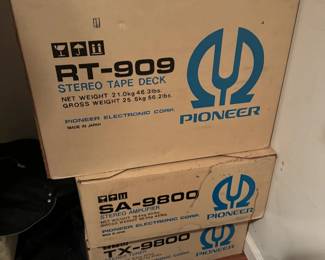 RT-909
STEREO TAPE DECK
NET WEIGHT 21.0kg 46.3lbs.
GROSS WEIGHT 25.5kg 56.2lbs.
PIONEER ELECTRONIC CORP.
MADE IN JAPAN
PIONEER
SA-9800
STEREO AMPLIFIER
PIONEER ELECTRONIC CORP.
PIONEER
TX-9800